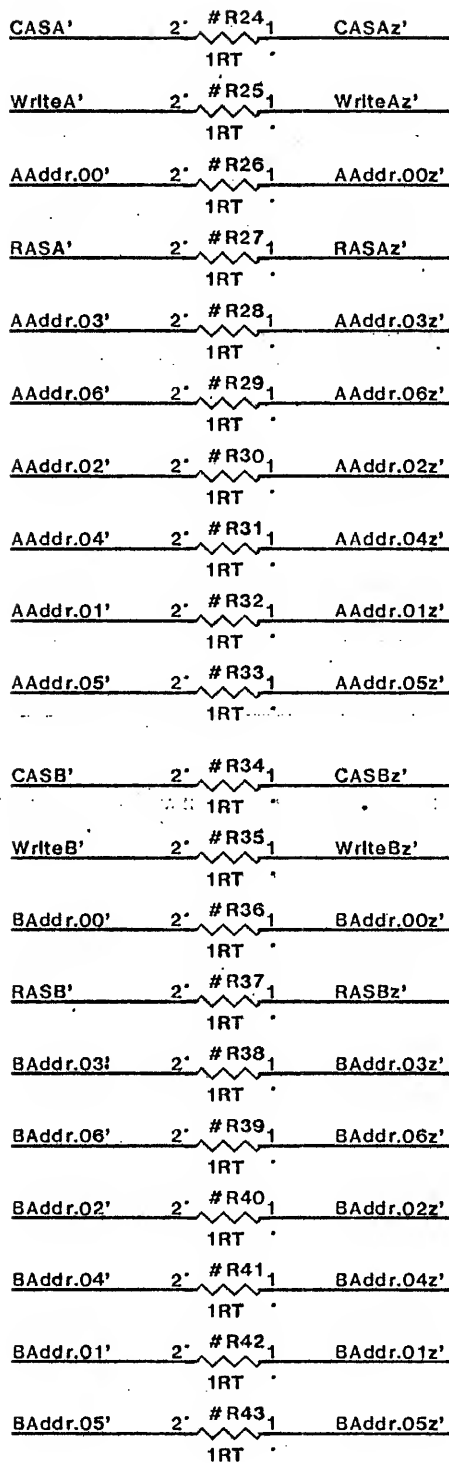 CASA' 2 #R24 1 CASAz'
1RT
WriteA' 2 #R25 1 WriteAz'
1RT
AAddr.00' 2 #R26 1 AAddr.00z'
1RT
RASA' 2 #R27 1 RASAz'
1RT
AAddr.03' 2 #R28 1 AAddr.03z'
1RT
AAddr.06' 2 #R29 1 AAddr.06z'
1RT
AAddr.02' 2 #R30 1 AAddr.02z'
1RT
AAddr.04' 2 #R31 1 AAddr.04z'
1RT
AAddr.01' 2 #R32 1 AAddr.01z'
1RT
AAddr.05' 2 #R33 1 AAddr.05z'
1RT
CASB' 2 #R34 1 CASBz'
1RT
WriteB' 2 #R35 1 WriteBz'
1RT
BAddr.00' 2 #R36 1 BAddr.00z'
1RT
RASB' 2 #R37 1 RASBz'
1RT
BAddr.03' 2 #R38 1 BAddr.03z'
1RT
BAddr.06' 2 #R39 1 BAddr.06z'
1RT
BAddr.02' 2 #R40 1 BAddr.02z'
1RT
BAddr.04' 2 #R41 1 BAddr.04z'
1RT
BAddr.01' 2 #R42 1 BAddr.01z'
1RT
BAddr.05' 2 #R43 1 BAddr.05z'
1RT